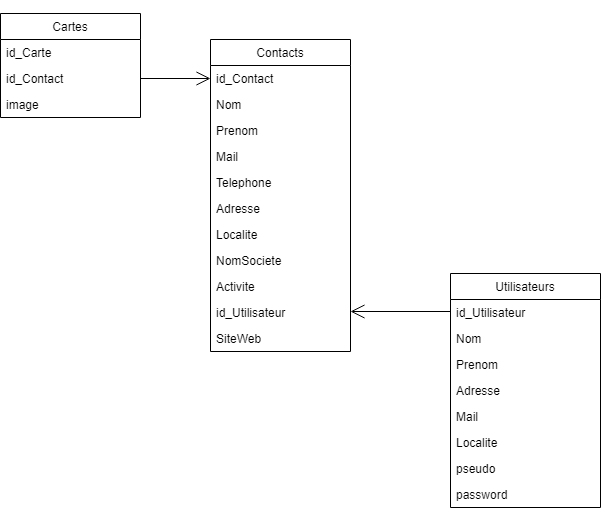 Cartes
id_Carte
id_Contact
image
Contacts
id_Contact
Nom
Prenom
Mail
Telephone
Adresse
Localite
NomSociete
Activite
id_Utilisateur
SiteWeb
Utilisateurs
id_Utilisateur
Nom
Prenom
Adresse
Mail
Localite
pseudo
password